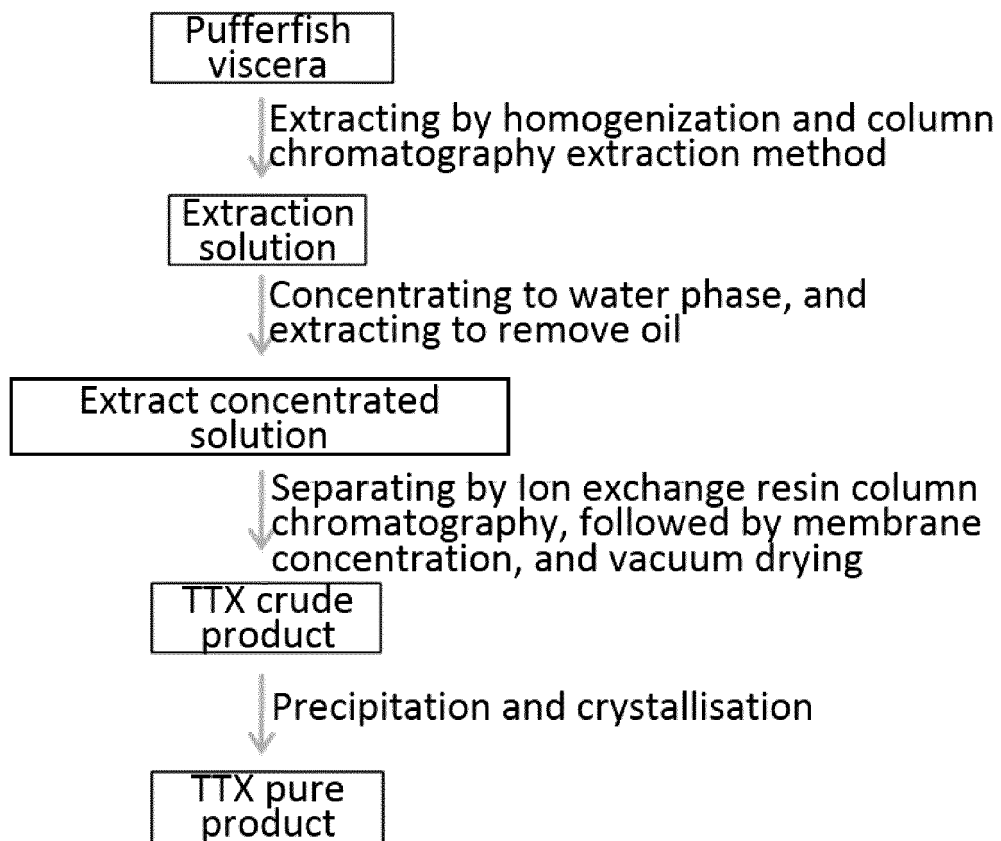 Pufferfish
viscera
Extracting by homogenization and column
chromatography extraction method
Extraction
solution
Concentrating to water phase, and
extracting to remove oil
Extract concentrated
solution
Separating by Ion exchange resin column
chromatography, followed by membrane
concentration, and vacuum drying
TTX crude
product
Precipitation and crystallisation
TTX pure
product